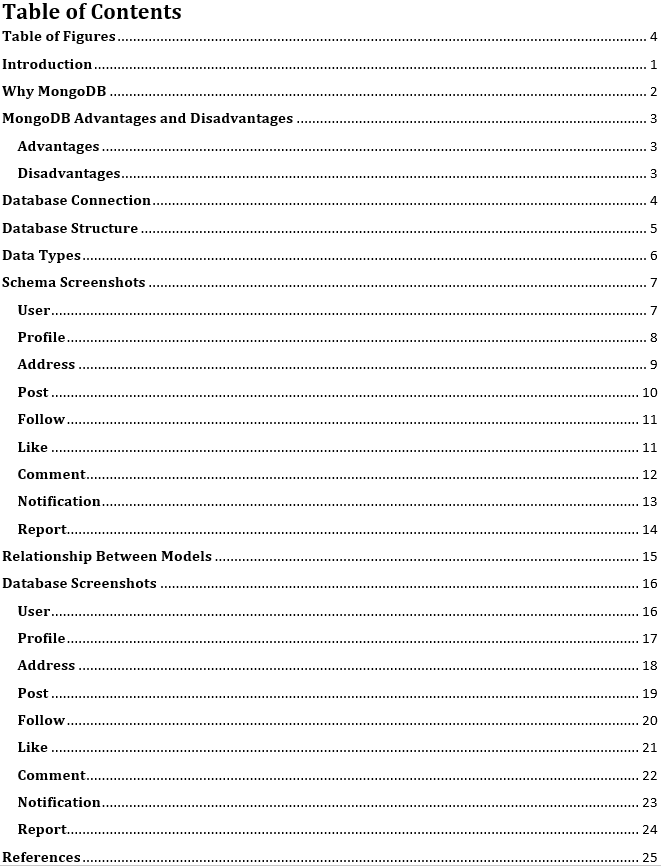 Table of Contents
Table of Figures 4
Introduction 1
Why MongoDB 2
MongoDB Advantages and Disadvantages 3
Advantages 3
Disadvantages 3
Database Connection 4
Database Structure 5
Data Types 6
Schema Screenshots 7
User 7
Profile 8
Address 9
Post 10
Follow 11
Like 11
Comment 12
Notification 13
Report 14
Relationship Between Models 15
Database Screenshots 16
User 16
Profile 17
Address 18
Post 19
Follow 20
Like 21
Comment 22
Notification 23
Report 24
References 25